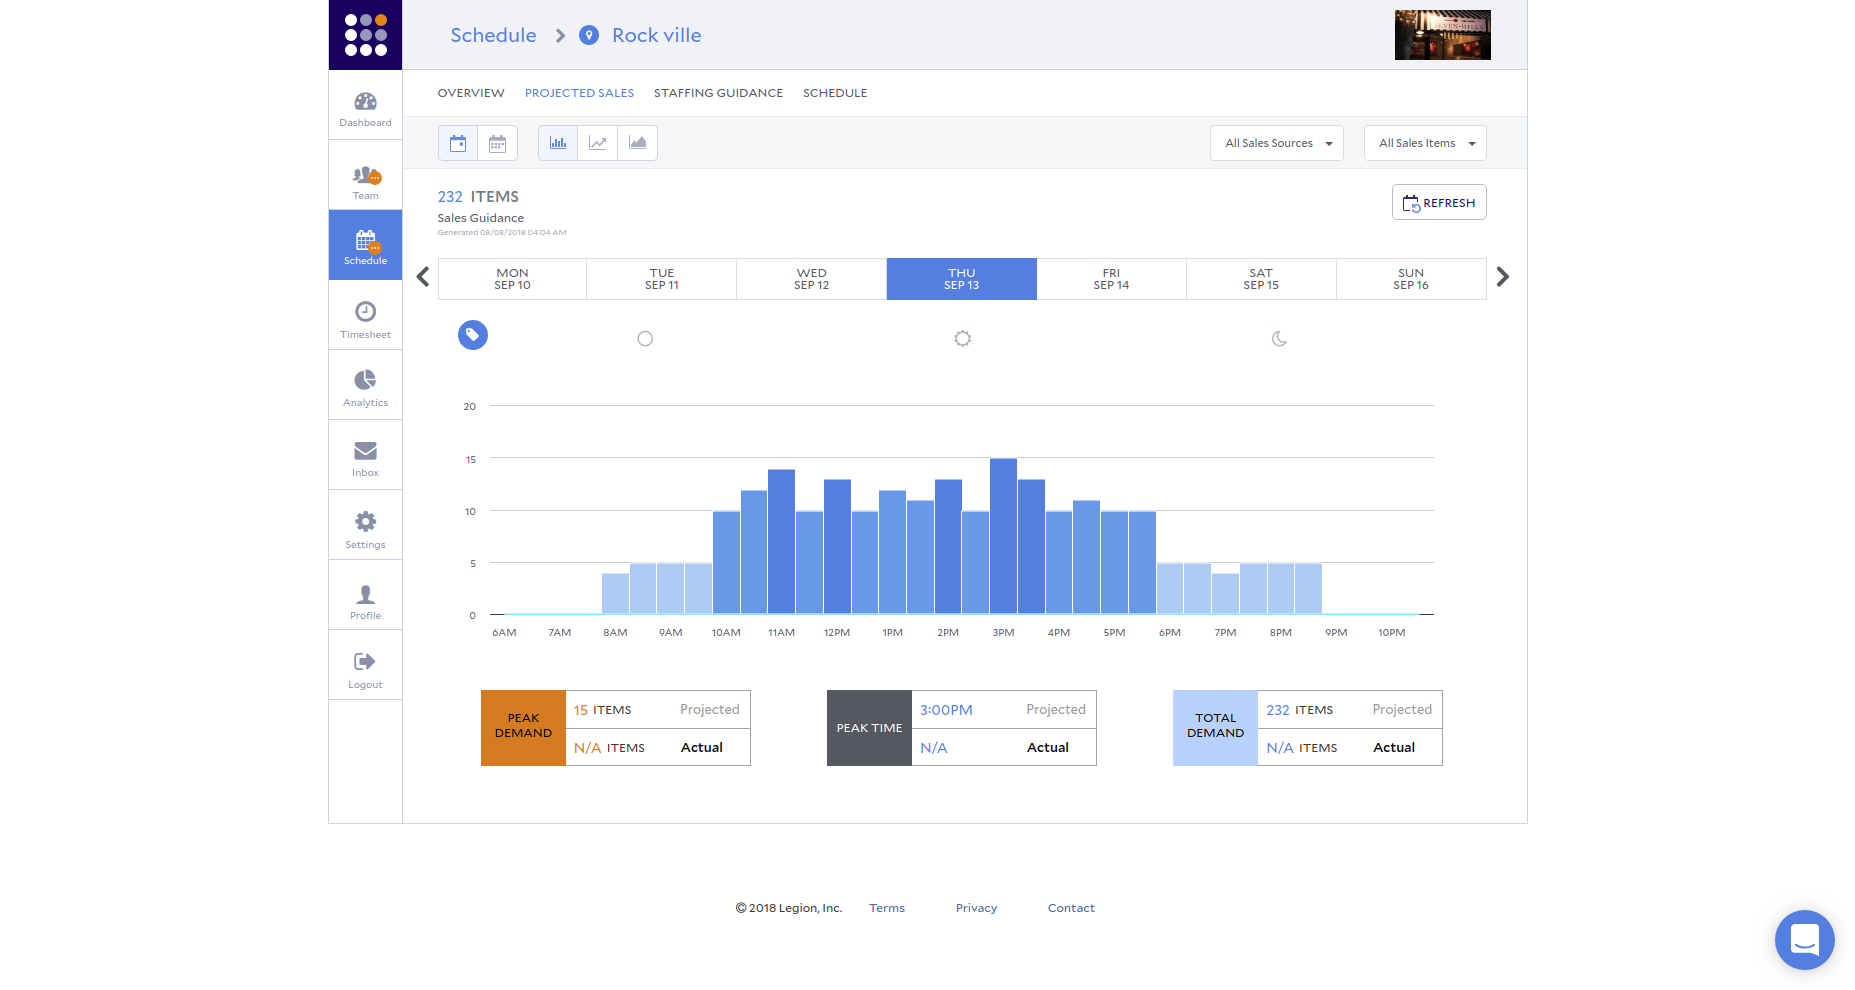 Schedule Rock ville
SEVEN HILLS
OVERVIEW PROJECTED SALES STAFFING GUIDANCE SCHEDULE
Dashboard
Team
Schedule
Timesheet
Analytics
Inbox
Settings
Profile
Logout
All Sales Sources All Sales Items
232 ITEMS
Sales Guidance
Generated 08/08/2018 04:04 AM
REFRESH
MON TUE WED THU FRI SAT SUN
SEP 10 SEP 11 SEP 12 SEP 13 SEP 14 SEP 15 SEP 16
20
15
10
5
0
6AM 7AM 8AM 9AM 10AM 11AM 12PM 1PM 2PM 3PM 4PM 5PM 6PM 7PM 8PM 9PM 10PM
PEAK DEMAND
15 ITEMS Projected
N/A ITEMS Actual
PEAK TIME
3:00PM Projected
N/A Actual
TOTAL DEMAND
232 ITEMS Projected
N/A ITEMS Actual
© 2018 Legion, Inc. Terms Privacy Contact